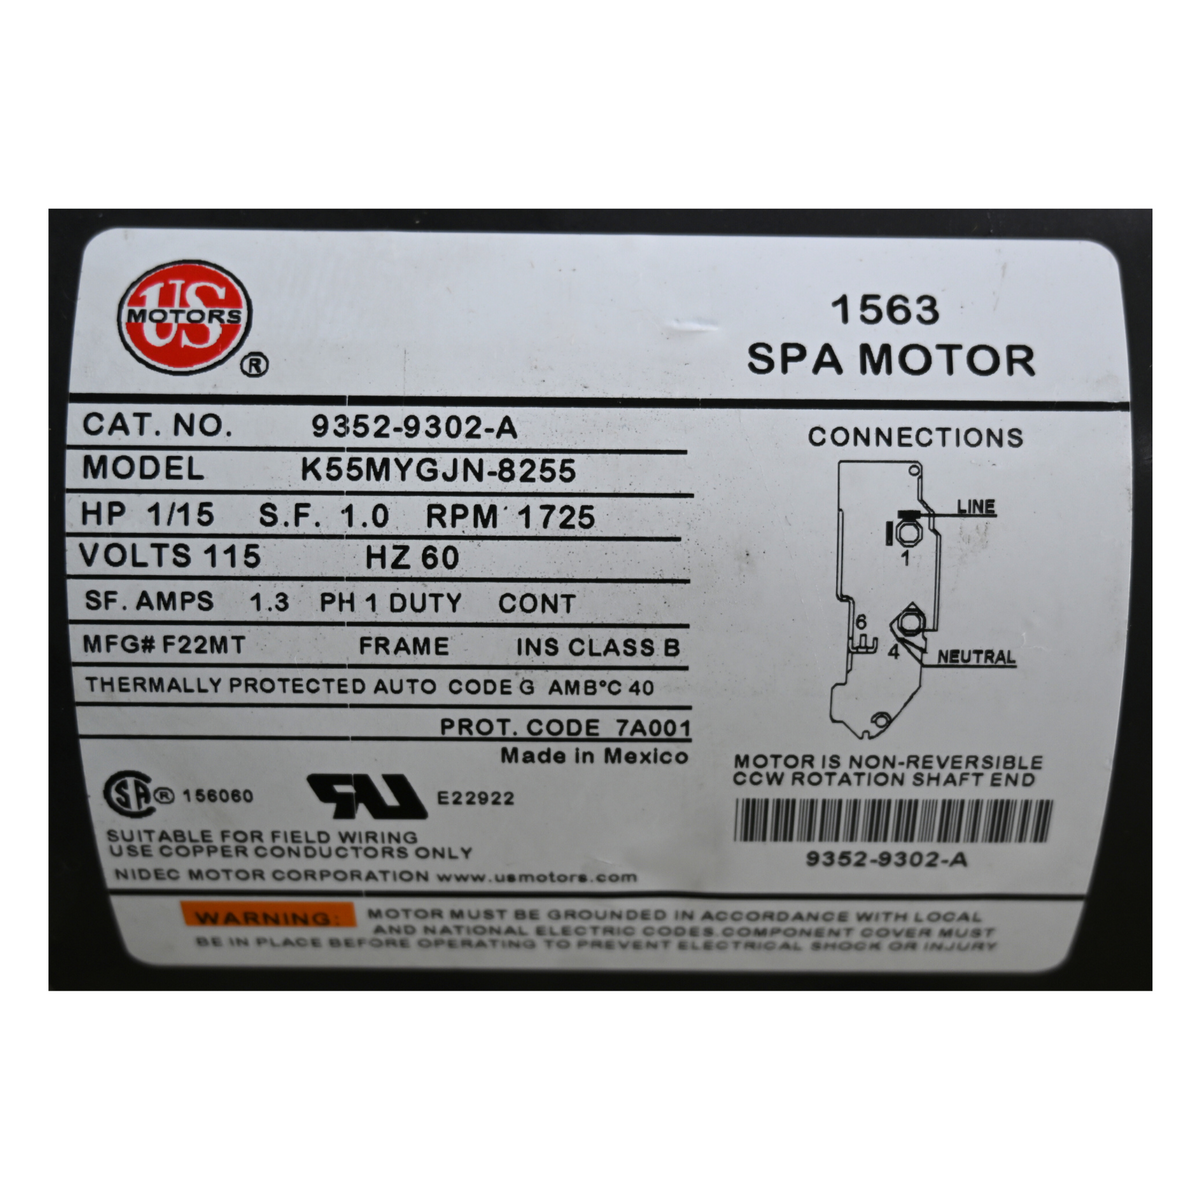 US
MOTORS
®
1563
SPA MOTOR
CAT. NO. 9352-9302-A
MODEL K55MYGJN-8255
HP 1/15 S.F. 1.0 RPM 1725
VOLTS 115 HZ 60
SF. AMPS 1.3 PH 1 DUTY CONT
MFG# F22MT FRAME INS CLASS B
THERMALLY PROTECTED AUTO CODE G AMB°C 40
PROT. CODE 7A001
Made in Mexico
CONNECTIONS
LINE
1
6
4
NEUTRAL
MOTOR IS NON-REVERSIBLE
CCW ROTATION SHAFT END
9352-9302-A
SA ® 156060 RU E22922
SUITABLE FOR FIELD WIRING
USE COPPER CONDUCTORS ONLY
NIDEC MOTOR CORPORATION www.usmotors.com
WARNING: MOTOR MUST BE GROUNDED IN ACCORDANCE WITH LOCAL
AND NATIONAL ELECTRIC CODES.COMPONENT COVER MUST
BE IN PLACE BEFORE OPERATING TO PREVENT ELECTRICAL SHOCK OR INJURY